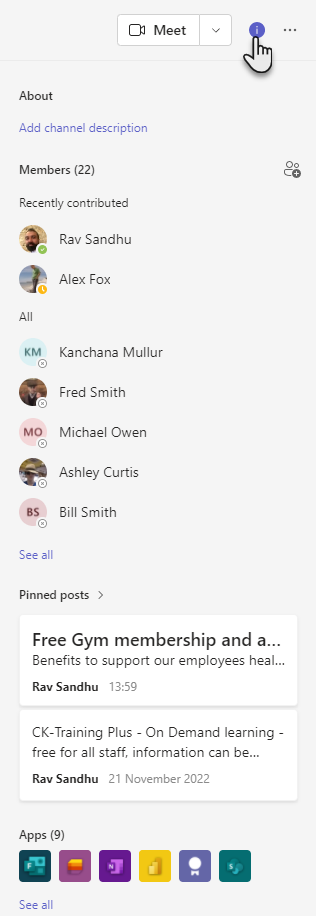 Meet
About
Add channel description
Members (22)
Recently contributed
Rav Sandhu
Alex Fox
All
KM Kanchana Mullur
Fred Smith
MO Michael Owen
Ashley Curtis
BS Bill Smith
See all
Pinned posts
Free Gym membership and a...
Benefits to support our employees heal...
Rav Sandhu 13:59
CK-Training Plus - On Demand learning -
free for all staff, information can be...
Rav Sandhu 21 November 2022
Apps (9)
See all